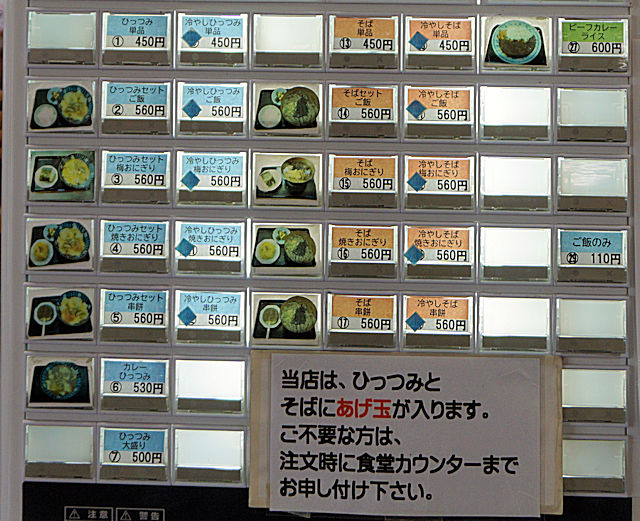 ひっつみ
単品
① 450円
冷やしひっつみ
単品
450円
そば
単品
⑬ 450円
冷やしそば
単品
450円
ビーフカレー
ライス
㉗ 600円
ひっつみセット
ご飯
② 560円
冷やしひっつみ
ご飯
560円
そばセット
ご飯
⑭ 560円
冷やしそば
ご飯
560円
ひっつみセット
梅おにぎり
③ 560円
冷やしひっつみ
梅おにぎり
560円
そば
梅おにぎり
⑮ 560円
冷やしそば
梅おにぎり
560円
ひっつみセット
焼きおにぎり
④ 560円
冷やしひっつみ
焼きおにぎり
560円
そば
焼きおにぎり
⑯ 560円
冷やしそば
焼きおにぎり
560円
ご飯のみ
110円
ひっつみセット
串餅
⑤ 560円
冷やしひっつみ
串餅
560円
そば
串餅
⑰ 560円
冷やしそば
串餅
560円
カレー
ひっつみ
⑥ 530円
ひっつみ
大盛り
⑦ 500円
当店は、ひっつみと
そばにあげ玉が入ります。
ご不要な方は、
注文時に食堂カウンターまで
お申し付け下さい。
注意 警告